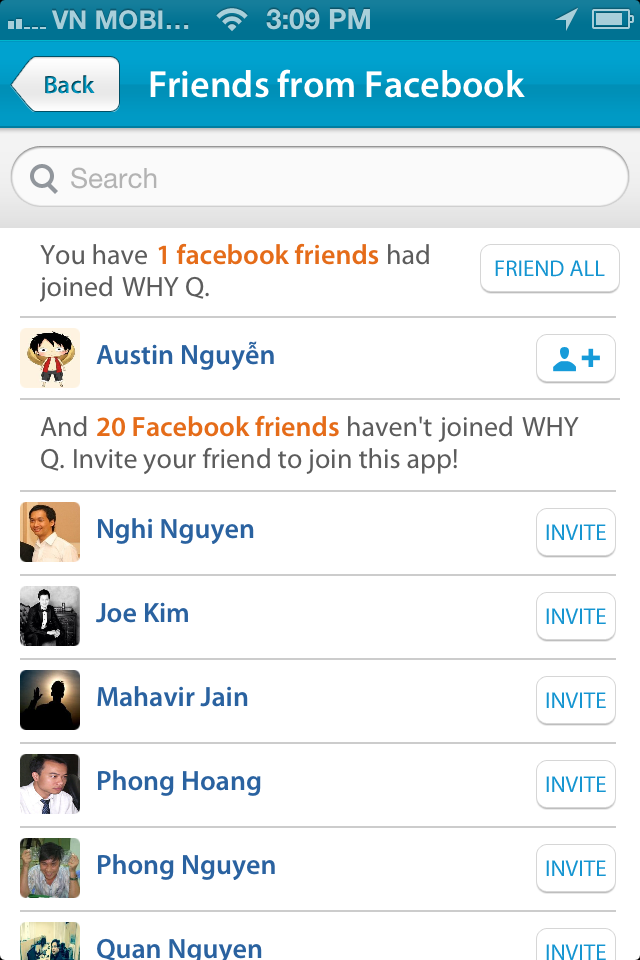 VN MOBI... 3:09 PM
Back Friends from Facebook
Search
You have 1 facebook friends had
joined WHY Q.
FRIEND ALL
Austin Nguyễn
And 20 Facebook friends haven't joined WHY
Q. Invite your friend to join this app!
Nghi Nguyen INVITE
Joe Kim INVITE
Mahavir Jain INVITE
Phong Hoang INVITE
Phong Nguyen INVITE
Quan Nguyen INVITE